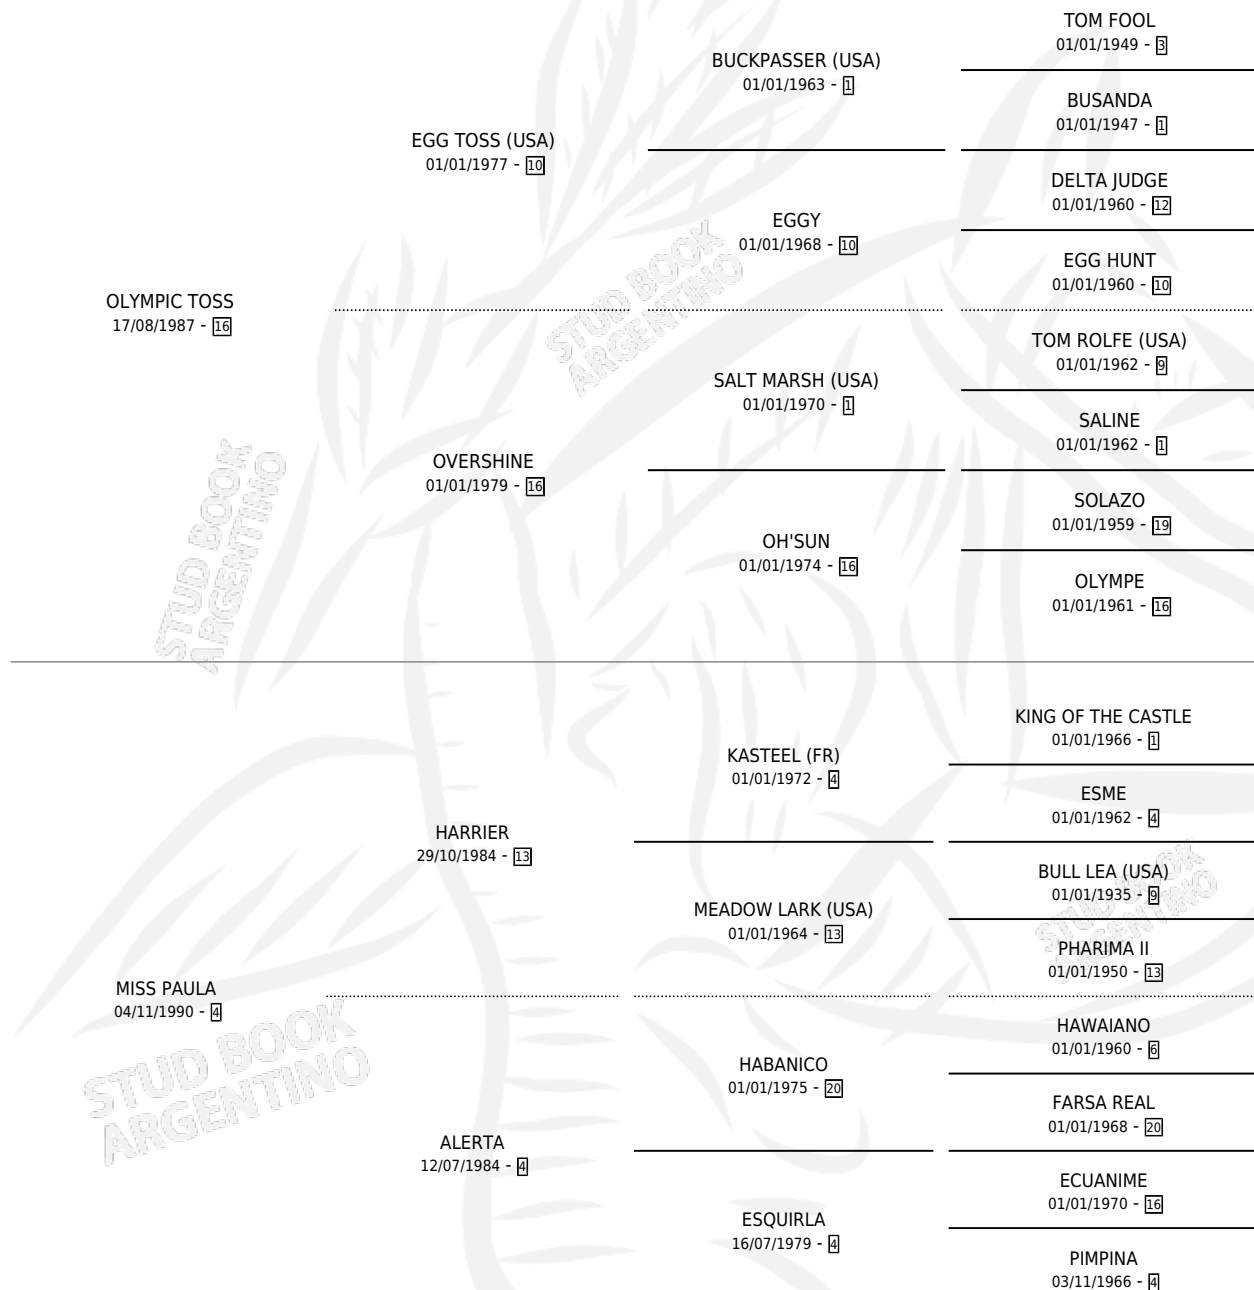 TOM FOOL
01/01/1949 - 3
BUCKPASSER (USA)
01/01/1963 - 1
BUSANDA
01/01/1947 - 1
EGG TOSS (USA)
01/01/1977 - 10
DELTA JUDGE
01/01/1960 - 12
EGGY
01/01/1968 - 10
EGG HUNT
01/01/1960 - 10
OLYMPIC TOSS
17/08/1987 - 16
TOM ROLFE (USA)
01/01/1962 - 9
SALT MARSH (USA)
01/01/1970 - 1
SALINE
01/01/1962 - 1
OVERSHINE
01/01/1979 - 16
SOLAZO
01/01/1959 - 19
OH'SUN
01/01/1974 - 16
OLYMPE
01/01/1961 - 16
KING OF THE CASTLE
01/01/1966 - 1
KASTEEL (FR)
01/01/1972 - 4
ESME
01/01/1962 - 4
HARRIER
29/10/1984 - 13
BULL LEA (USA)
01/01/1935 - 9
MEADOW LARK (USA)
01/01/1964 - 13
PHARIMA II
01/01/1950 - 13
MISS PAULA
04/11/1990 - 4
HAWAIANO
01/01/1960 - 6
HABANICO
01/01/1975 - 20
FARSA REAL
01/01/1968 - 20
ALERTA
12/07/1984 - 4
ECUANIME
01/01/1970 - 16
ESQUIRLA
16/07/1979 - 4
PIMPINA
03/11/1966 - 4
STUD BOOK
ARGENTINO
STUD BOOK
ARGENTINO
STUD BOOK
ARGENTINO
STUD BOOK
ARGENTINO